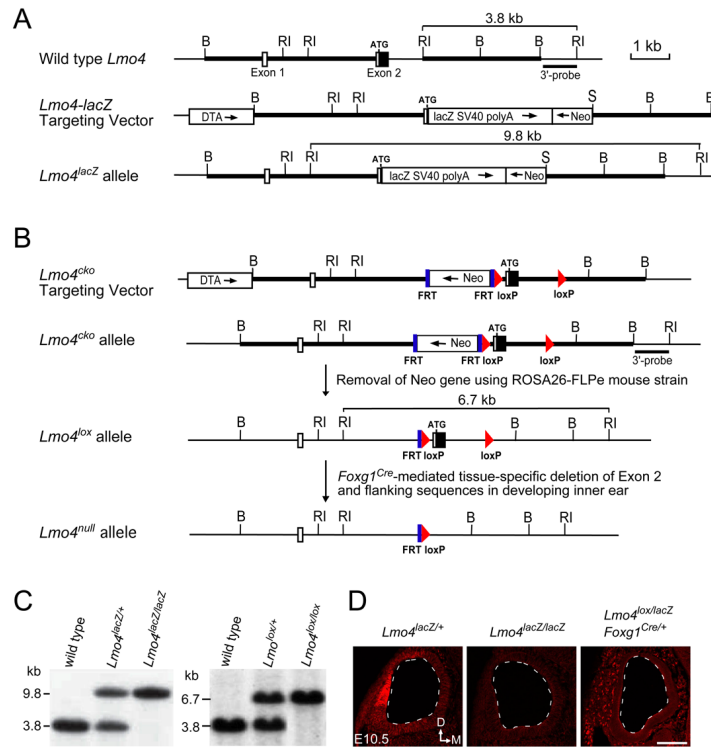 A
3.8 kb
B RI RI ATG RI B B RI
Wild type Lmo4
1 kb
Exon 1 Exon 2 3'-probe
Lmo4-lacZ
Targeting Vector
B RI RI ATG S B B
DTA lacZ SV40 polyA Neo
9.8 kb
B RI RI ATG S B B RI
Lmo4lacZ allele
lacZ SV40 polyA Neo
B
Lmo4cko
Targeting Vector
B RI RI ATG B B
DTA Neo
FRT FRT loxP loxP
B RI RI ATG B B RI
Lmo4cko allele
Neo
FRT FRT loxP loxP 3'-probe
Removal of Neo gene using ROSA26-FLPe mouse strain
6.7 kb
B RI RI ATG B B RI
Lmo4lox allele
FRT loxP loxP
Foxg1Cre-mediated tissue-specific deletion of Exon 2
and flanking sequences in developing inner ear
B RI RI B B RI
Lmo4null allele
FRT loxP
C
wild type
Lmo4lacZ/+
Lmo4lacZ/lacZ
kb
9.8
3.8
wild type
Lmolox/+
Lmo4lox/lox
kb
6.7
3.8
D
Lmo4lacZ/+
Lmo4lacZ/lacZ
Lmo4lox/lacZ
Foxg1Cre/+
E10.5
D
M